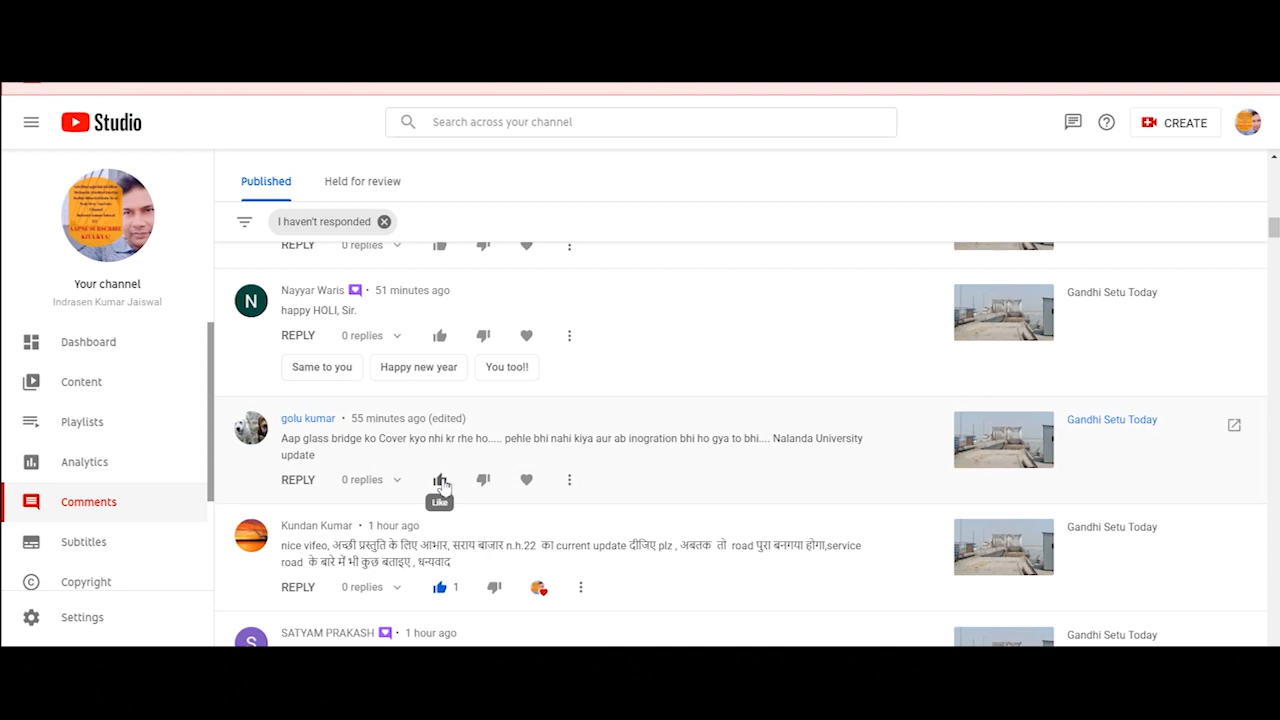 Studio
Search across your channel
CREATE
Your channel
Indrasen Kumar Jaiswal
Dashboard
Content
Playlists
Analytics
Comments
Subtitles
Copyright
Settings
Published
Held for review
I haven't responded
REPLY 0 replies
Nayyar Waris • 51 minutes ago
happy HOLI, Sir.
REPLY 0 replies
Same to you
Happy new year
You too!!
Gandhi Setu Today
golu kumar • 55 minutes ago (edited)
Aap glass bridge ko Cover kyo nhi kr rhe ho..... pehle bhi nahi kiya aur ab inogration bhi ho gya to bhi.... Nalanda University
update
REPLY 0 replies
Like
Gandhi Setu Today
Kundan Kumar • 1 hour ago
nice vifeo, अच्छी प्रस्तुति के लिए आभार, सराय बाजार n.h.22 का current update दीजिए plz , अबतक तो road पुरा बनगया होगा,service
road के बारे में भी कुछ बताइए , धन्यवाद
REPLY 0 replies 1
Gandhi Setu Today
S
SATYAM PRAKASH • 1 hour ago
Gandhi Setu Today
N